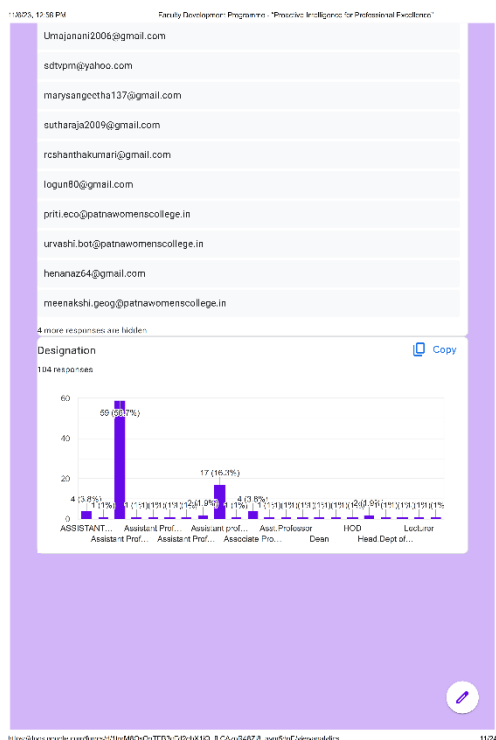 11/6/23, 12:56 PM Faculty Development Programme - "Proactive Intelligence for Professional Excellence"
Umajanani2006@gmail.com
sdtvprn@yahoo.com
marysangeetha137@gmail.com
sutharaja2009@gmail.com
rcshanthakumari@gmail.com
logun80@gmail.com
priti.eco@patnawomenscollege.in
urvashi.bot@patnawomenscollege.in
henanaz64@gmail.com
meenakshi.geog@patnawomenscollege.in
4 more responses are hidden
Designation Copy
104 responses
60
59 (56.7%)
40
17 (16.3%)
20
4 (3.8%) 4 (3.8%)
0
ASSISTANT… Assistant Prof… Assistant prof… Asst.Professor HOD Lecturer
Assistant Prof… Assistant Prof… Associate Pro… Dean Head.Dept of…
11/24